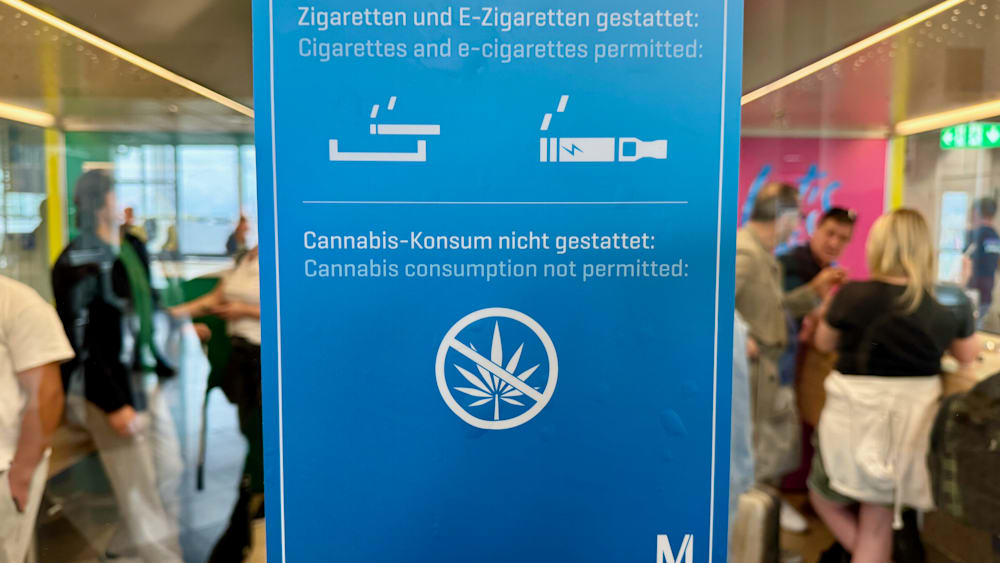 Zigaretten und E-Zigaretten gestattet:
Cigarettes and e-cigarettes permitted:
Cannabis-Konsum nicht gestattet:
Cannabis consumption not permitted:
M